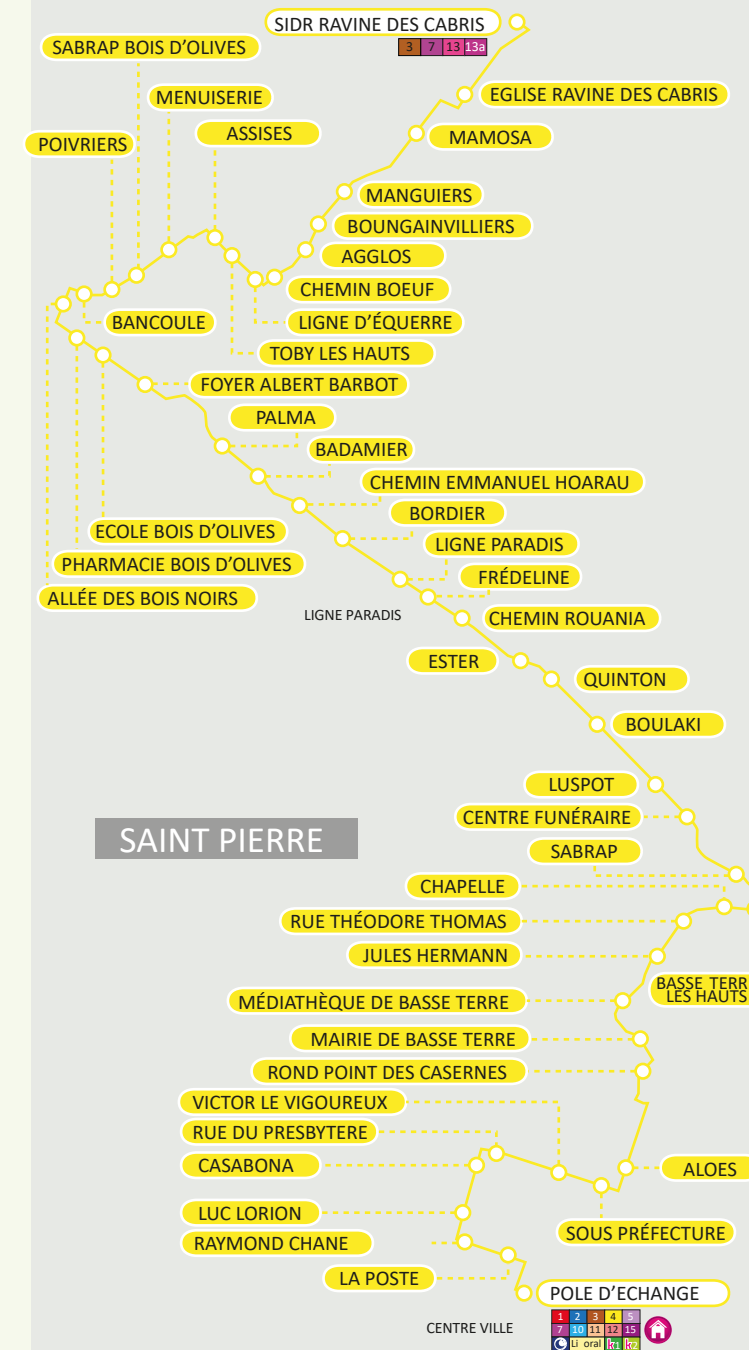 SIDR RAVINE DES CABRIS
3 7 13 13a
SABRAP BOIS D'OLIVES
EGLISE RAVINE DES CABRIS
MENUISERIE
ASSISES
MAMOSA
POIVRIERS
MANGUIERS
BOUNGAINVILLIERS
AGGLOS
CHEMIN BOEUF
BANCOULE
LIGNE D'ÉQUERRE
TOBY LES HAUTS
FOYER ALBERT BARBOT
PALMA
BADAMIER
CHEMIN EMMANUEL HOARAU
BORDIER
ECOLE BOIS D'OLIVES
LIGNE PARADIS
PHARMACIE BOIS D'OLIVES
FRÉDELINE
ALLÉE DES BOIS NOIRS
LIGNE PARADIS
CHEMIN ROUANIA
ESTER
QUINTON
BOULAKI
LUSPOT
CENTRE FUNÉRAIRE
SAINT PIERRE
SABRAP
CHAPELLE
RUE THÉODORE THOMAS
JULES HERMANN
BASSE TERR
LES HAUTS
MÉDIATHÈQUE DE BASSE TERRE
MAIRIE DE BASSE TERRE
ROND POINT DES CASERNES
VICTOR LE VIGOUREUX
RUE DU PRESBYTERE
CASABONA
ALOES
LUC LORION
SOUS PRÉFECTURE
RAYMOND CHANE
LA POSTE
POLE D'ECHANGE
CENTRE VILLE
1 2 3 4 5
7 10 11 12 15
Li oral k1 k2